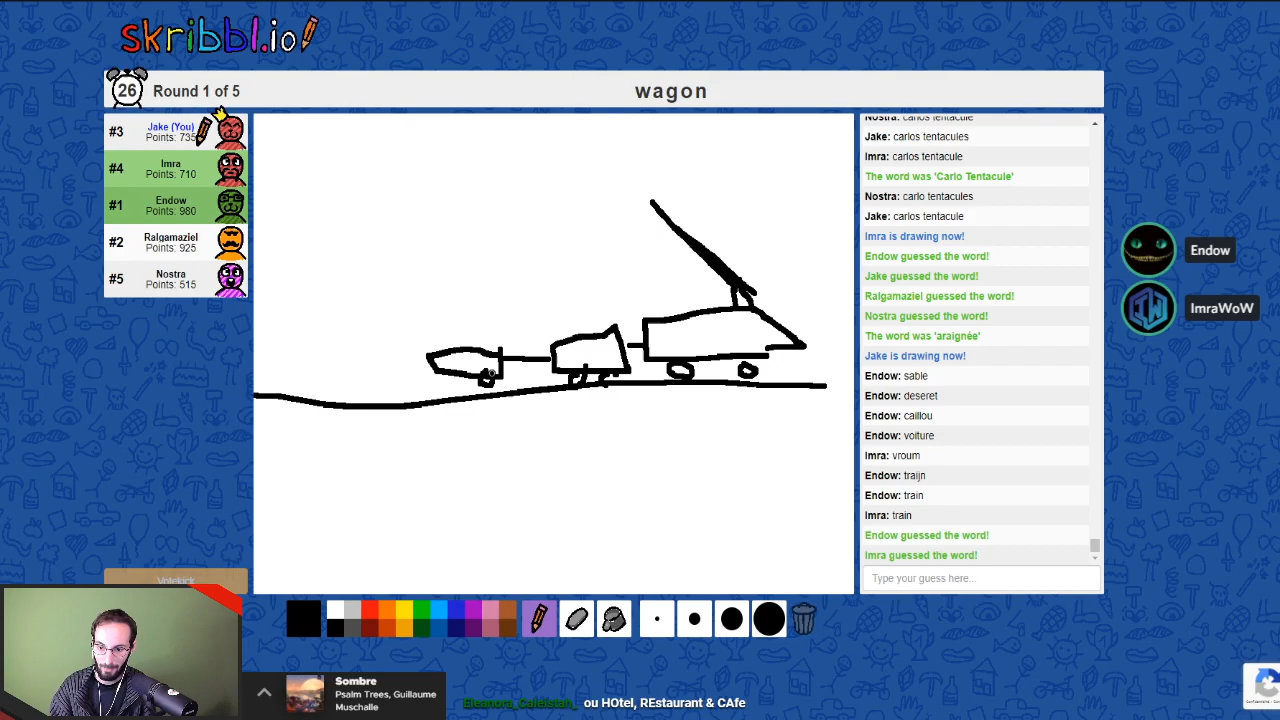 skribbl.io
26
Round 1 of 5
wagon
#3
Jake (You)
Points: 735
#4
Imra
Points: 710
#1
Endow
Points: 980
#2
Ralgamaziel
Points: 925
#5
Nostra
Points: 515
Votekick
Nostra: carlos tentacule
Jake: carlos tentacules
Imra: carlos tentacule
The word was 'Carlo Tentacule'
Nostra: carlo tentacules
Jake: carlos tentacule
Imra is drawing now!
Endow guessed the word!
Jake guessed the word!
Ralgamaziel guessed the word!
Nostra guessed the word!
The word was 'araignée'
Jake is drawing now!
Endow: sable
Endow: deseret
Endow: caillou
Endow: voiture
Imra: vroum
Endow: traijn
Endow: train
Imra: train
Endow guessed the word!
Imra guessed the word!
Type your guess here...
Endow
ImraWoW
Sombre
Psalm Trees, Guillaume
Muschalle
ou HOtel, REstaurant & CAfe